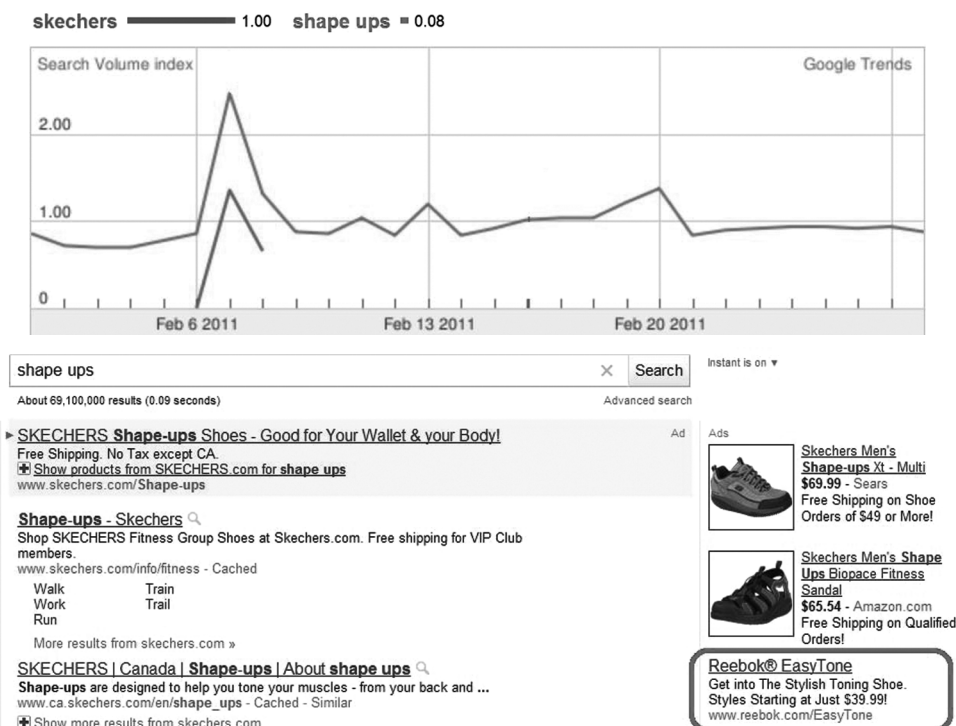 skechers 1.00 shape ups 0.08
Search Volume index Google Trends
2.00
1.00
0
Feb 6 2011 Feb 13 2011 Feb 20 2011
shape ups × Search Instant is on ▼
About 69,100,000 results (0.09 seconds) Advanced search
SKECHERS Shape-ups Shoes - Good for Your Wallet & your Body! Ad
Free Shipping. No Tax except CA.
Show products from SKECHERS.com for shape ups
www.skechers.com/Shape-ups
Shape-ups - Skechers
Shop SKECHERS Fitness Group Shoes at Skechers.com. Free shipping for VIP Club
members.
www.skechers.com/info/fitness - Cached
Walk Train
Work Trail
Run
More results from skechers.com »
SKECHERS | Canada | Shape-ups | About shape ups
Shape-ups are designed to help you tone your muscles - from your back and ...
www.ca.skechers.com/en/shape_ups - Cached - Similar
Show more results from skechers.com
Ads
Skechers Men's
Shape-ups Xt - Multi
$69.99 - Sears
Free Shipping on Shoe
Orders of $49 or More!
Skechers Men's Shape
Ups Biopace Fitness
Sandal
$65.54 - Amazon.com
Free Shipping on Qualified
Orders!
Reebok® EasyTone
Get into The Stylish Toning Shoe.
Styles Starting at Just $39.99!
www.reebok.com/EasyTone